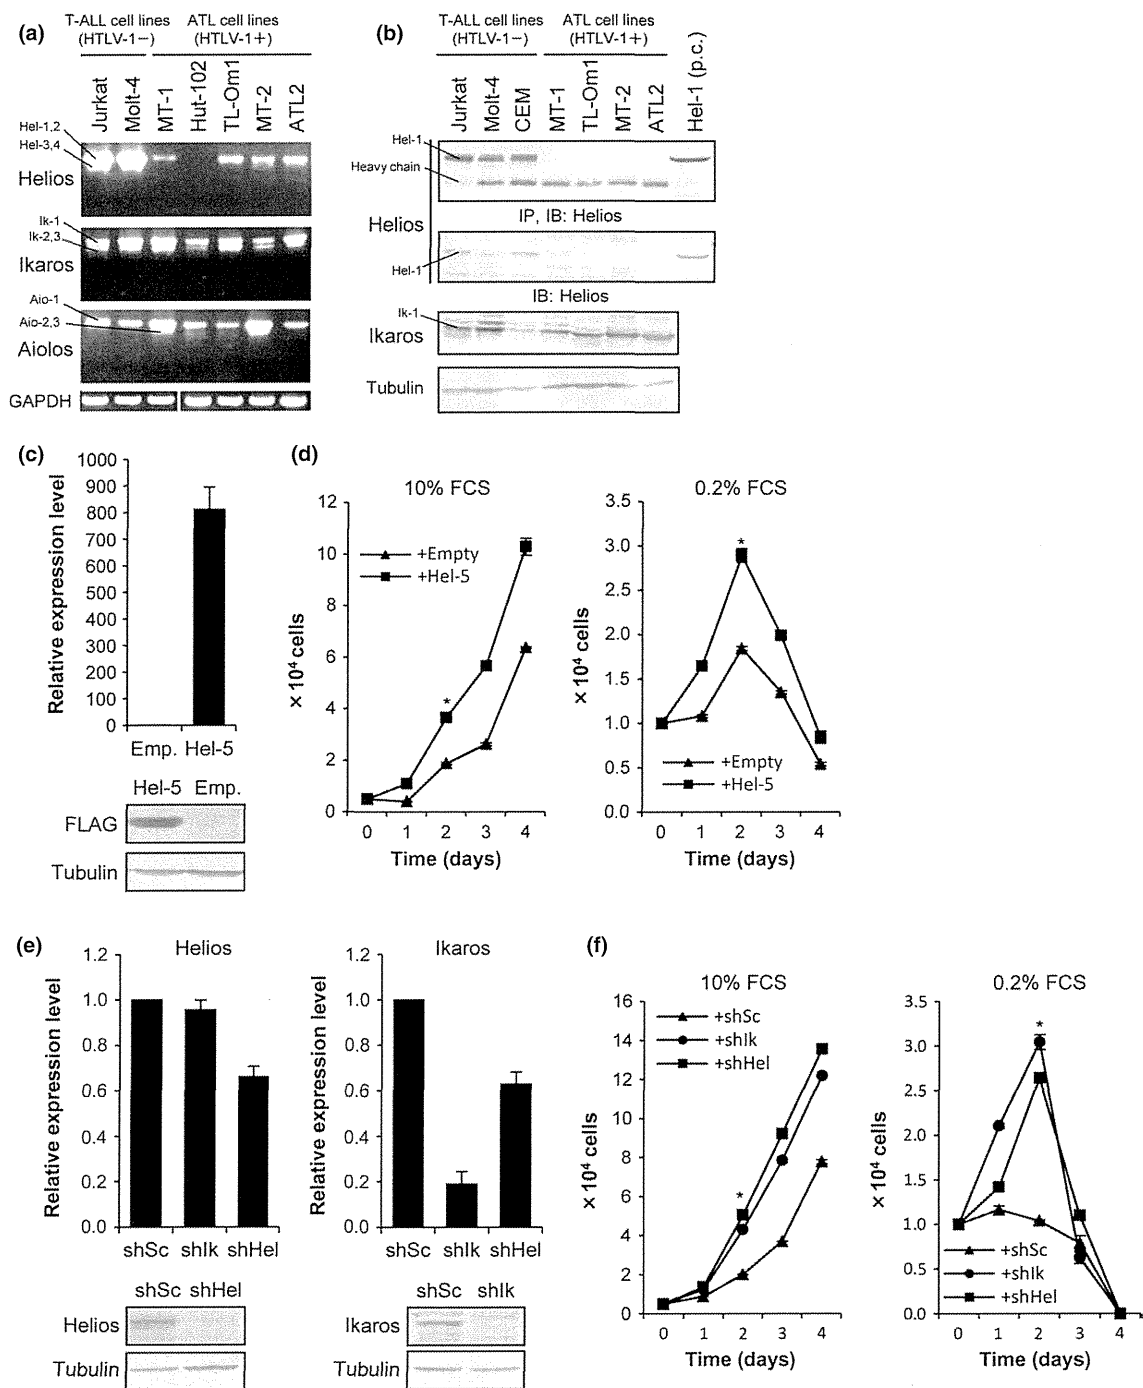 (a)
T-ALL cell lines
(HTLV-1−)
ATL cell lines
(HTLV-1+)
Jurkat
Molt-4
MT-1
Hut-102
TL-Om1
MT-2
ATL2
Hel-1,2
Hel-3,4
Helios
Ik-1
Ik-2,3
Ikaros
Aio-1
Aio-2,3
Aiolos
GAPDH
(b)
T-ALL cell lines
(HTLV-1−)
ATL cell lines
(HTLV-1+)
Jurkat
Molt-4
CEM
MT-1
TL-Om1
MT-2
ATL2
Hel-1 (p.c.)
Hel-1
Heavy chain
IP, IB: Helios
Helios
Hel-1
IB: Helios
Ik-1
Ikaros
Tubulin
(c)
Relative expression level
1000
900
800
700
600
500
400
300
200
100
0
Emp. Hel-5
Hel-5 Emp.
FLAG
Tubulin
(d)
10% FCS
×10⁴ cells
12
10
8
6
4
2
0
+Empty
+Hel-5
*
0 1 2 3 4
Time (days)
0.2% FCS
×10⁴ cells
3.5
3.0
2.5
2.0
1.5
1.0
0.5
0.0
*
+Empty
+Hel-5
0 1 2 3 4
Time (days)
(e)
Helios
Relative expression level
1.2
1.0
0.8
0.6
0.4
0.2
0.0
shSc shIk shHel
shSc shHel
Helios
Tubulin
Ikaros
Relative expression level
1.2
1.0
0.8
0.6
0.4
0.2
0.0
shSc shIk shHel
shSc shIk
Ikaros
Tubulin
(f)
10% FCS
×10⁴ cells
16
14
12
10
8
6
4
2
0
+shSc
+shIk
+shHel
*
0 1 2 3 4
Time (days)
0.2% FCS
×10⁴ cells
3.5
3.0
2.5
2.0
1.5
1.0
0.5
0.0
*
+shSc
+shIk
+shHel
0 1 2 3 4
Time (days)